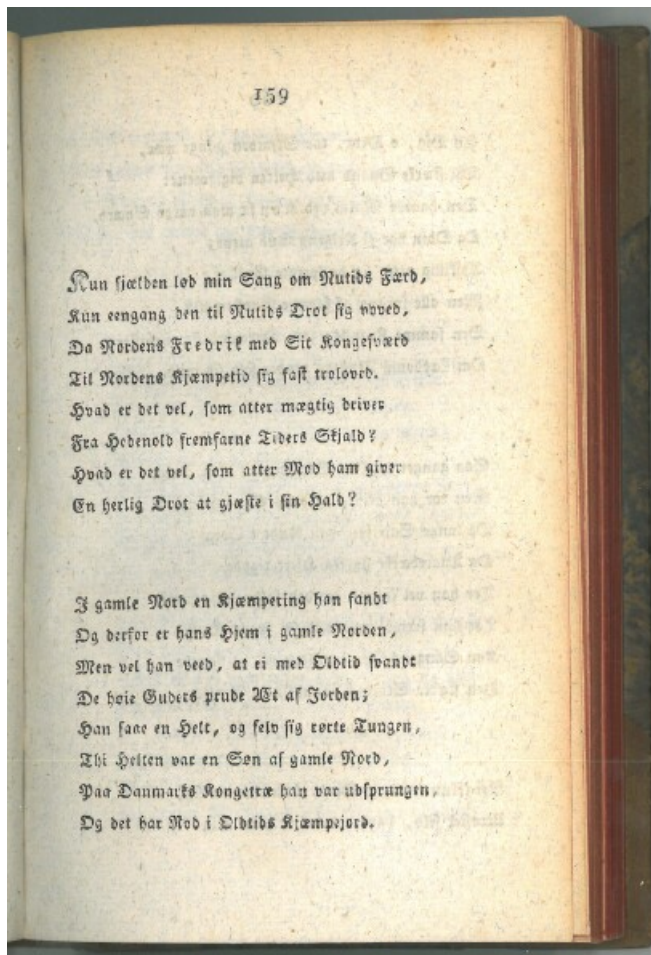 159
Kun sjælden lød min Sang om Nutids Færd,
Kun eengang den til Nutids Drot sig voved,
Da Nordens Fredrik med Sit Kongesværd
Til Nordens Kjæmpetid sig fast troloved.
Hvad er det vel, som atter mægtig driver
Fra Hedenold fremfarne Tiders Skjald?
Hvad er det vel, som atter Mod ham giver
En herlig Drot at gjæste i sin Hald?
I gamle Nord en Kjæmpering han fandt
Og derfor er hans Hjem i gamle Norden,
Men vel han veed, at ei med Oldtid svandt
De høie Guders prude Æt af Jorden;
Han saae en Helt, og selv sig rørte Tungen,
Thi Helten var en Søn af gamle Nord,
Paa Danmarks Kongetræ han var udsprungen,
Og det har Rod i Oldtids Kjæmpejord.